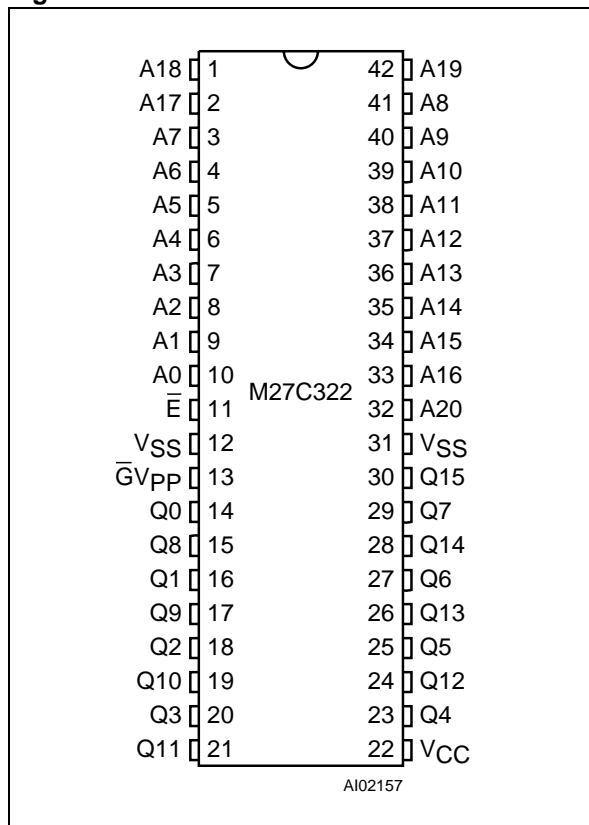 A18 1 42 A19
A17 2 41 A8
A7 3 40 A9
A6 4 39 A10
A5 5 38 A11
A4 6 37 A12
A3 7 36 A13
A2 8 35 A14
A1 9 34 A15
A0 10 33 A16
M27C322
E̅ 11 32 A20
VSS 12 31 VSS
G̅VPP 13 30 Q15
Q0 14 29 Q7
Q8 15 28 Q14
Q1 16 27 Q6
Q9 17 26 Q13
Q2 18 25 Q5
Q10 19 24 Q12
Q3 20 23 Q4
Q11 21 22 VCC
AI02157